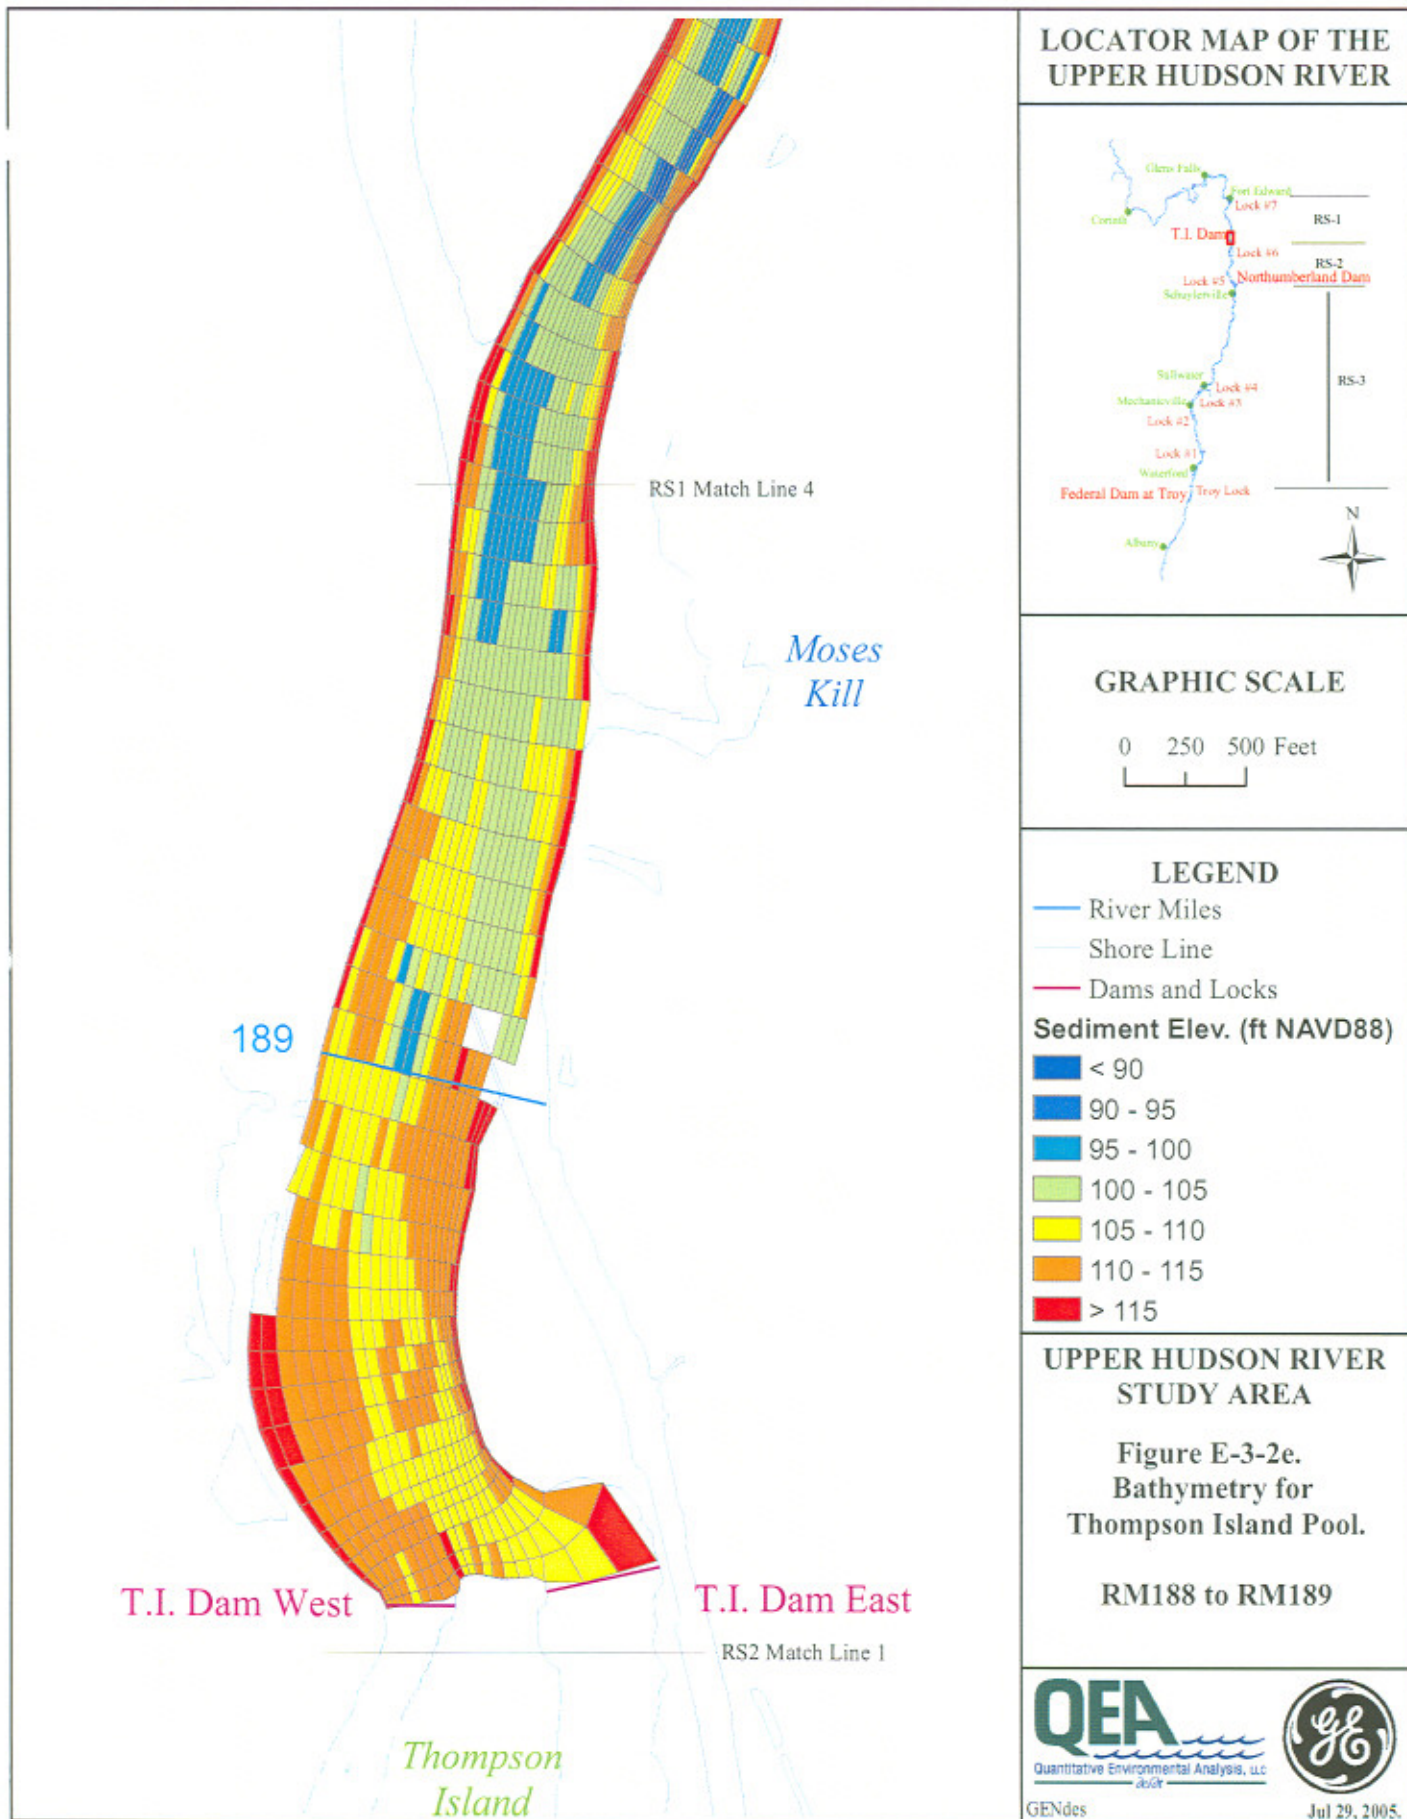 LOCATOR MAP OF THE
UPPER HUDSON RIVER
Glens Falls
Fort Edward
Lock #7
Corinth
RS-1
T.I. Dam
Lock #6
RS-2
Lock #5
Northumberland Dam
Schuylerville
RS-3
Stillwater
Lock #4
Mechanicville
Lock #3
Lock #2
Lock #1
Waterford
Federal Dam at Troy
Troy Lock
N
Albany
RS1 Match Line 4
Moses
Kill
GRAPHIC SCALE
0 250 500 Feet
LEGEND
River Miles
Shore Line
Dams and Locks
Sediment Elev. (ft NAVD88)
< 90
90 - 95
95 - 100
100 - 105
105 - 110
110 - 115
> 115
189
T.I. Dam West
T.I. Dam East
RS2 Match Line 1
Thompson
Island
UPPER HUDSON RIVER
STUDY AREA
Figure E-3-2e.
Bathymetry for
Thompson Island Pool.
RM188 to RM189
QEA
Quantitative Environmental Analysis, LLC
GE
GENdes
Jul 29, 2005.